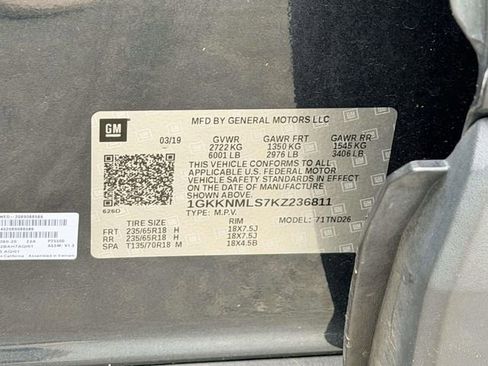 GM
MFD BY GENERAL MOTORS LLC
03/19 GVWR GAWR FRT GAWR RR
2722 KG 1350 KG 1545 KG
6001 LB 2976 LB 3406 LB
THIS VEHICLE CONFORMS TO ALL
APPLICABLE U.S. FEDERAL MOTOR
VEHICLE SAFETY STANDARDS IN EFFECT
ON THE DATE OF MANUFACTURE
SHOWN ABOVE.
1GKKNMLS7KZ236811
TYPE: M.P.V. MODEL: 71TND26
TIRE SIZE RIM
FRT 235/65R18 H 18X7.5J
RR 235/65R18 H 18X7.5J
SPA T135/70R18 M 18X4.5B